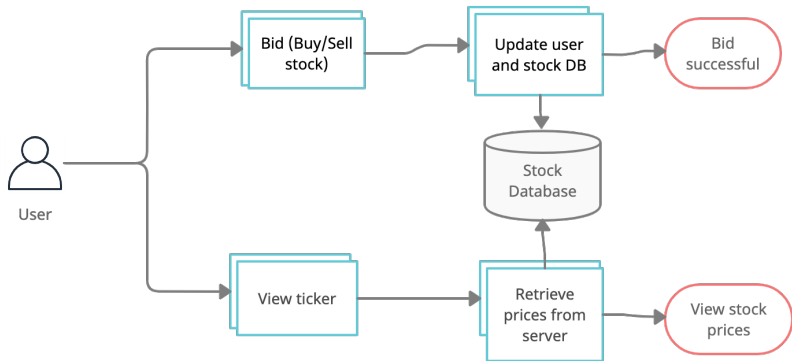 Bid (Buy/Sell
stock)
Update user
and stock DB
Bid
successful
Stock
Database
User
View ticker
Retrieve
prices from
server
View stock
prices